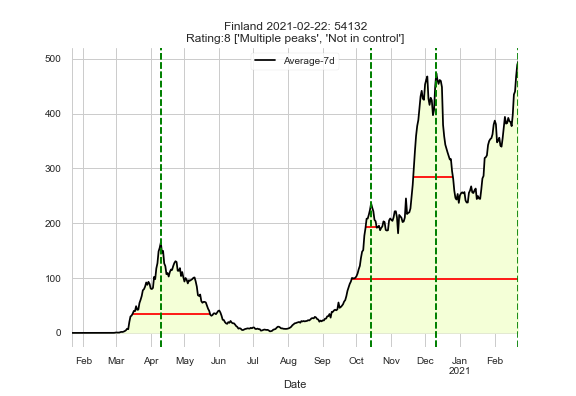 Finland 2021-02-22: 54132
Rating:8 ['Multiple peaks', 'Not in control']
Average-7d
500
400
300
200
100
0
Feb Mar Apr May Jun Jul Aug Sep Oct Nov Dec Jan Feb
2021
Date